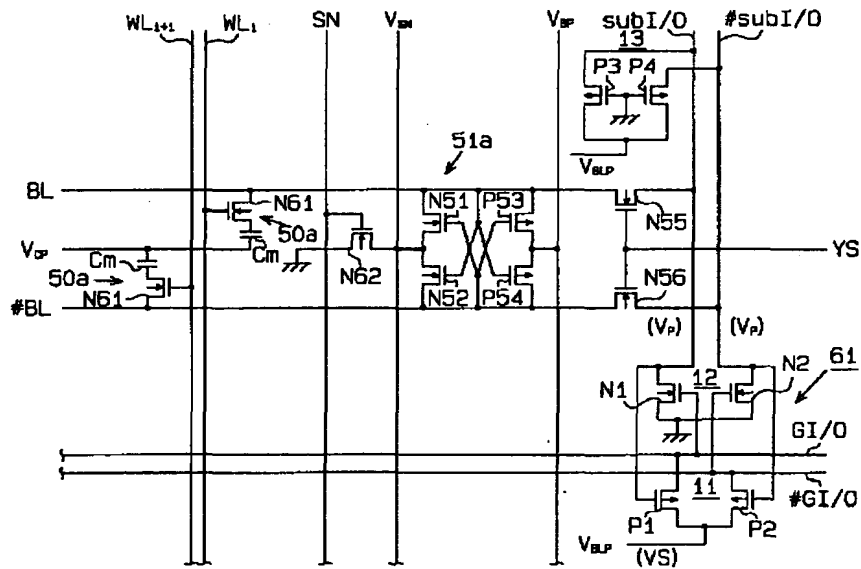 WLi+1
WLi
SN
VSN
VBP
subI/O
#subI/O
13
P3
P4
VBLP
51a
BL
N61
50a
Cm
N51
P53
N55
VCP
YS
Cm
50a
N61
N62
N52
P54
N56
#BL
(VP)
(VP)
61
N1
12
N2
GI/O
#GI/O
11
P1
P2
VBLP
(VS)